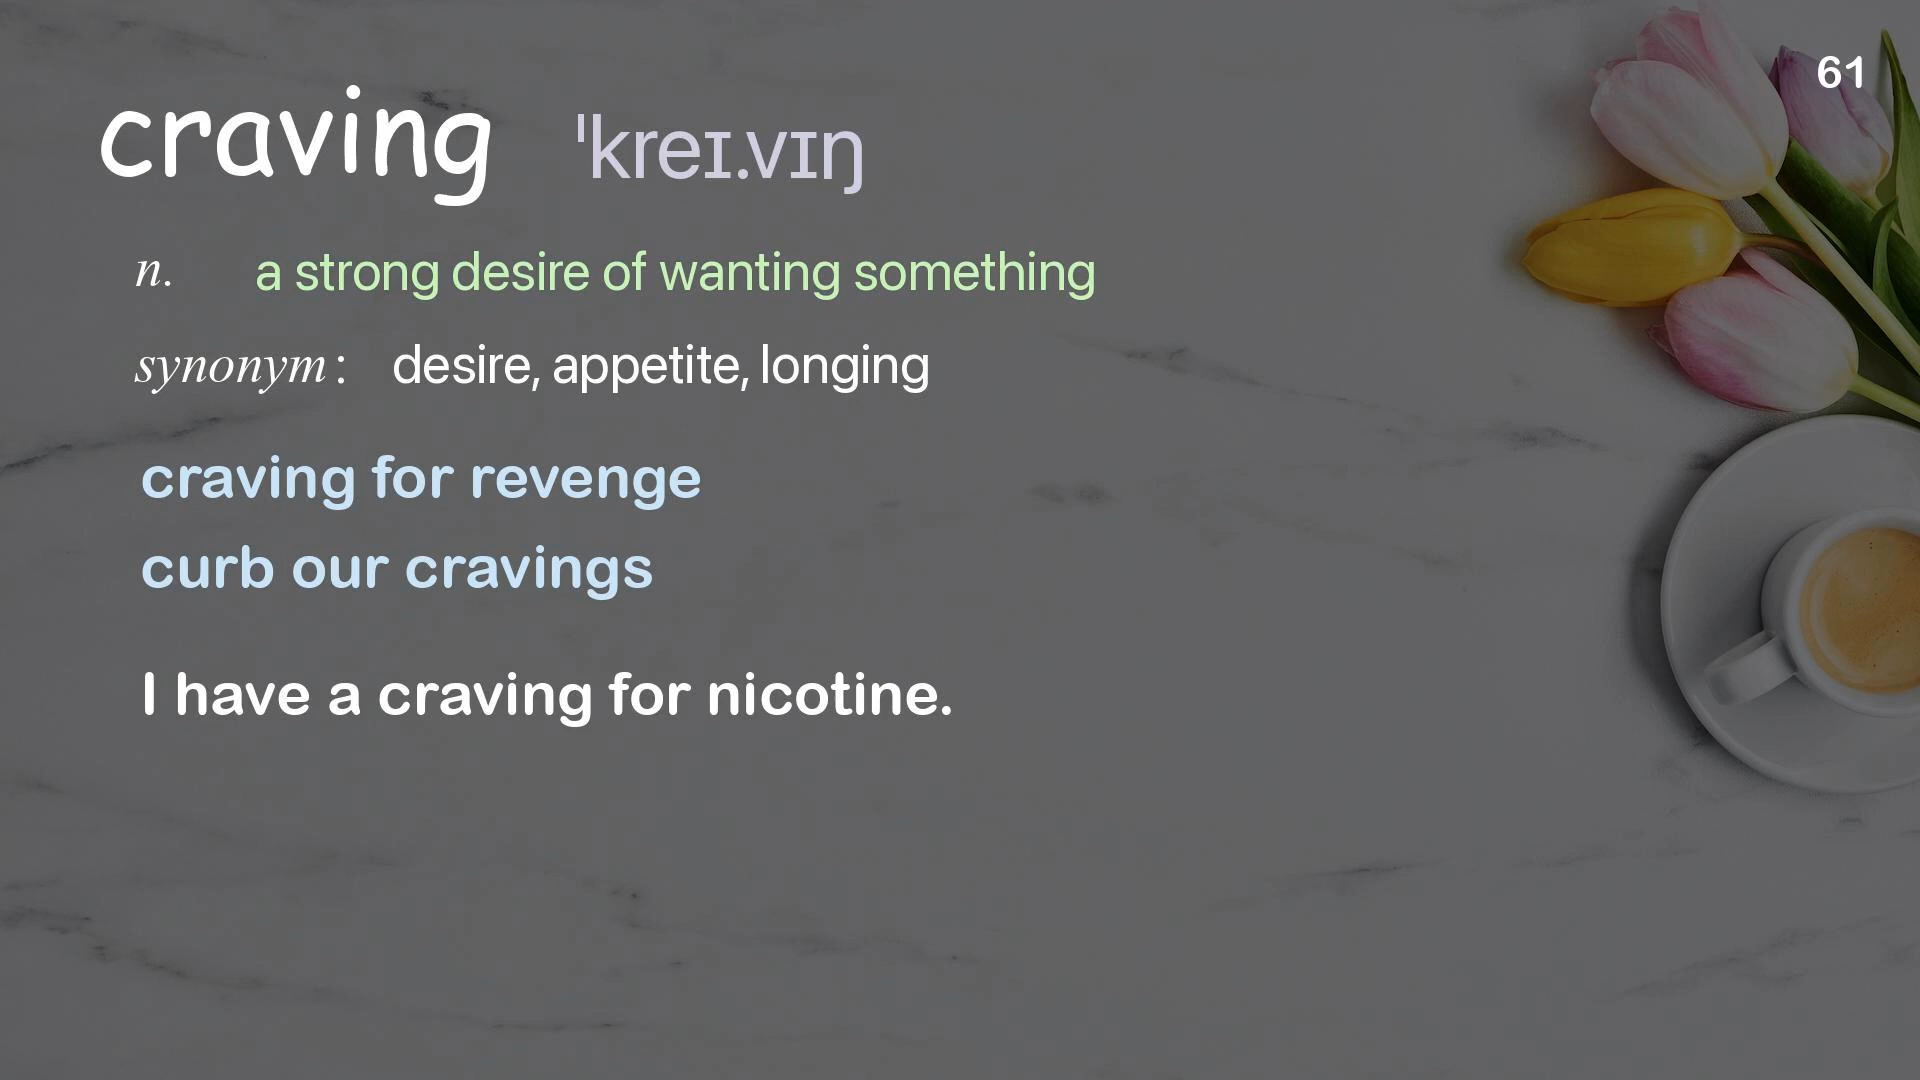 61
craving ˈkreɪ.vɪŋ
n. a strong desire of wanting something
synonym: desire, appetite, longing
craving for revenge
curb our cravings
I have a craving for nicotine.